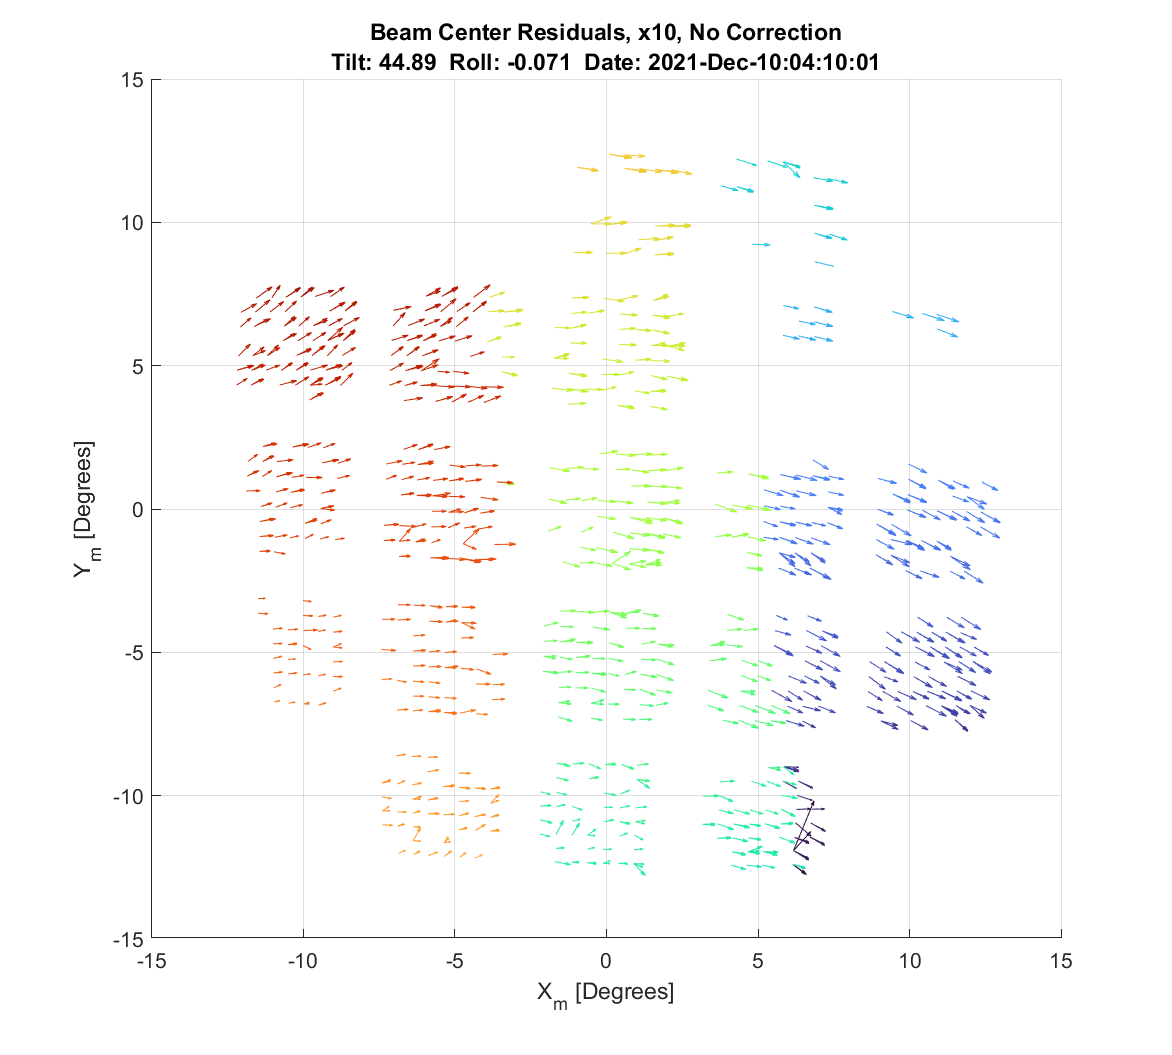 Beam Center Residuals, x10, No Correction
Tilt: 44.89 Roll: -0.071 Date: 2021-Dec-10:04:10:01
15
10
5
0
-5
-10
-15
Y_m [Degrees]
-15 -10 -5 0 5 10 15
X_m [Degrees]